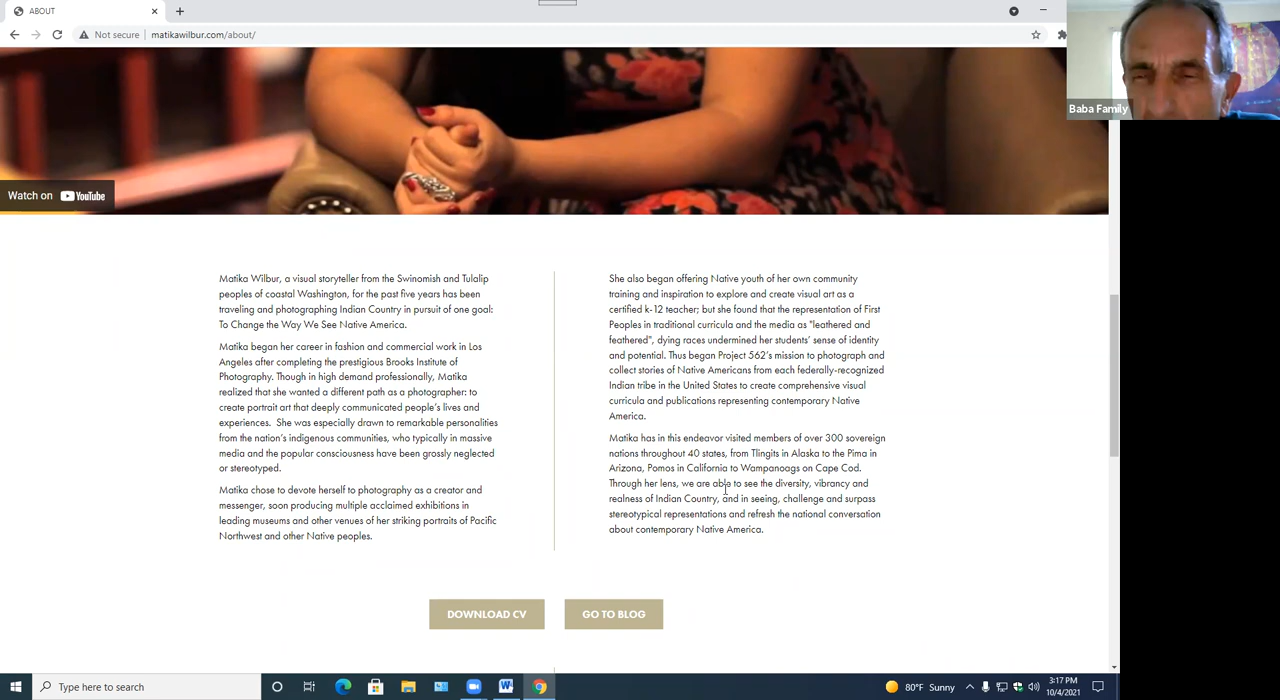 ABOUT
Not secure
matikawilbur.com/about/
Baba Family
Watch on YouTube
Matika Wilbur, a visual storyteller from the Swinomish and Tulalip
peoples of coastal Washington, for the past five years has been
traveling and photographing Indian Country in pursuit of one goal:
To Change the Way We See Native America.
Matika began her career in fashion and commercial work in Los
Angeles after completing the prestigious Brooks Institute of
Photography. Though in high demand professionally, Matika
realized that she wanted a different path as a photographer: to
create portrait art that deeply communicated people's lives and
experiences. She was especially drawn to remarkable personalities
from the nation's indigenous communities, who typically in massive
media and the popular consciousness have been grossly neglected
or stereotyped.
Matika chose to devote herself to photography as a creator and
messenger, soon producing multiple acclaimed exhibitions in
leading museums and other venues of her striking portraits of Pacific
Northwest and other Native peoples.
She also began offering Native youth of her own community
training and inspiration to explore and create visual art as a
certified k-12 teacher; but she found that the representation of First
Peoples in traditional curricula and the media as "leathered and
feathered", dying races undermined her students' sense of identity
and potential. Thus began Project 562's mission to photograph and
collect stories of Native Americans from each federally-recognized
Indian tribe in the United States to create comprehensive visual
curricula and publications representing contemporary Native
America.
Matika has in this endeavor visited members of over 300 sovereign
nations throughout 40 states, from Tlingits in Alaska to the Pima in
Arizona, Pomos in California to Wampanoags on Cape Cod.
Through her lens, we are able to see the diversity, vibrancy and
realness of Indian Country, and in seeing, challenge and surpass
stereotypical representations and refresh the national conversation
about contemporary Native America.
DOWNLOAD CV
GO TO BLOG
Type here to search
80°F Sunny
3:17 PM
10/4/2021